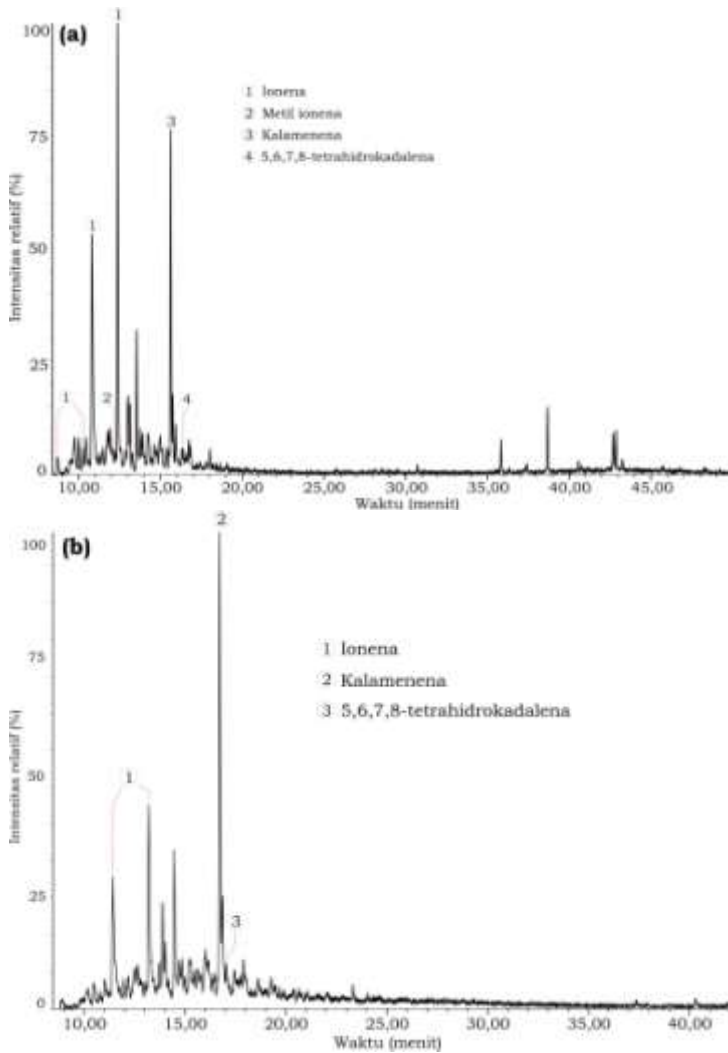 (a)
1
100
1 Ionena
2 Metil ionena
3 Kalamenena
4 5,6,7,8-tetrahidrokadalena
3
75
1
50
Intensitas relatif (%)
25
1
2
4
0
10,00 15,00 20,00 25,00 30,00 35,00 40,00 45,00
Waktu (menit)
(b)
2
100
1 Ionena
2 Kalamenena
3 5,6,7,8-tetrahidrokadalena
75
1
50
Intensitas relatif (%)
25
3
0
10,00 15,00 20,00 25,00 30,00 35,00 40,00
Waktu (menit)